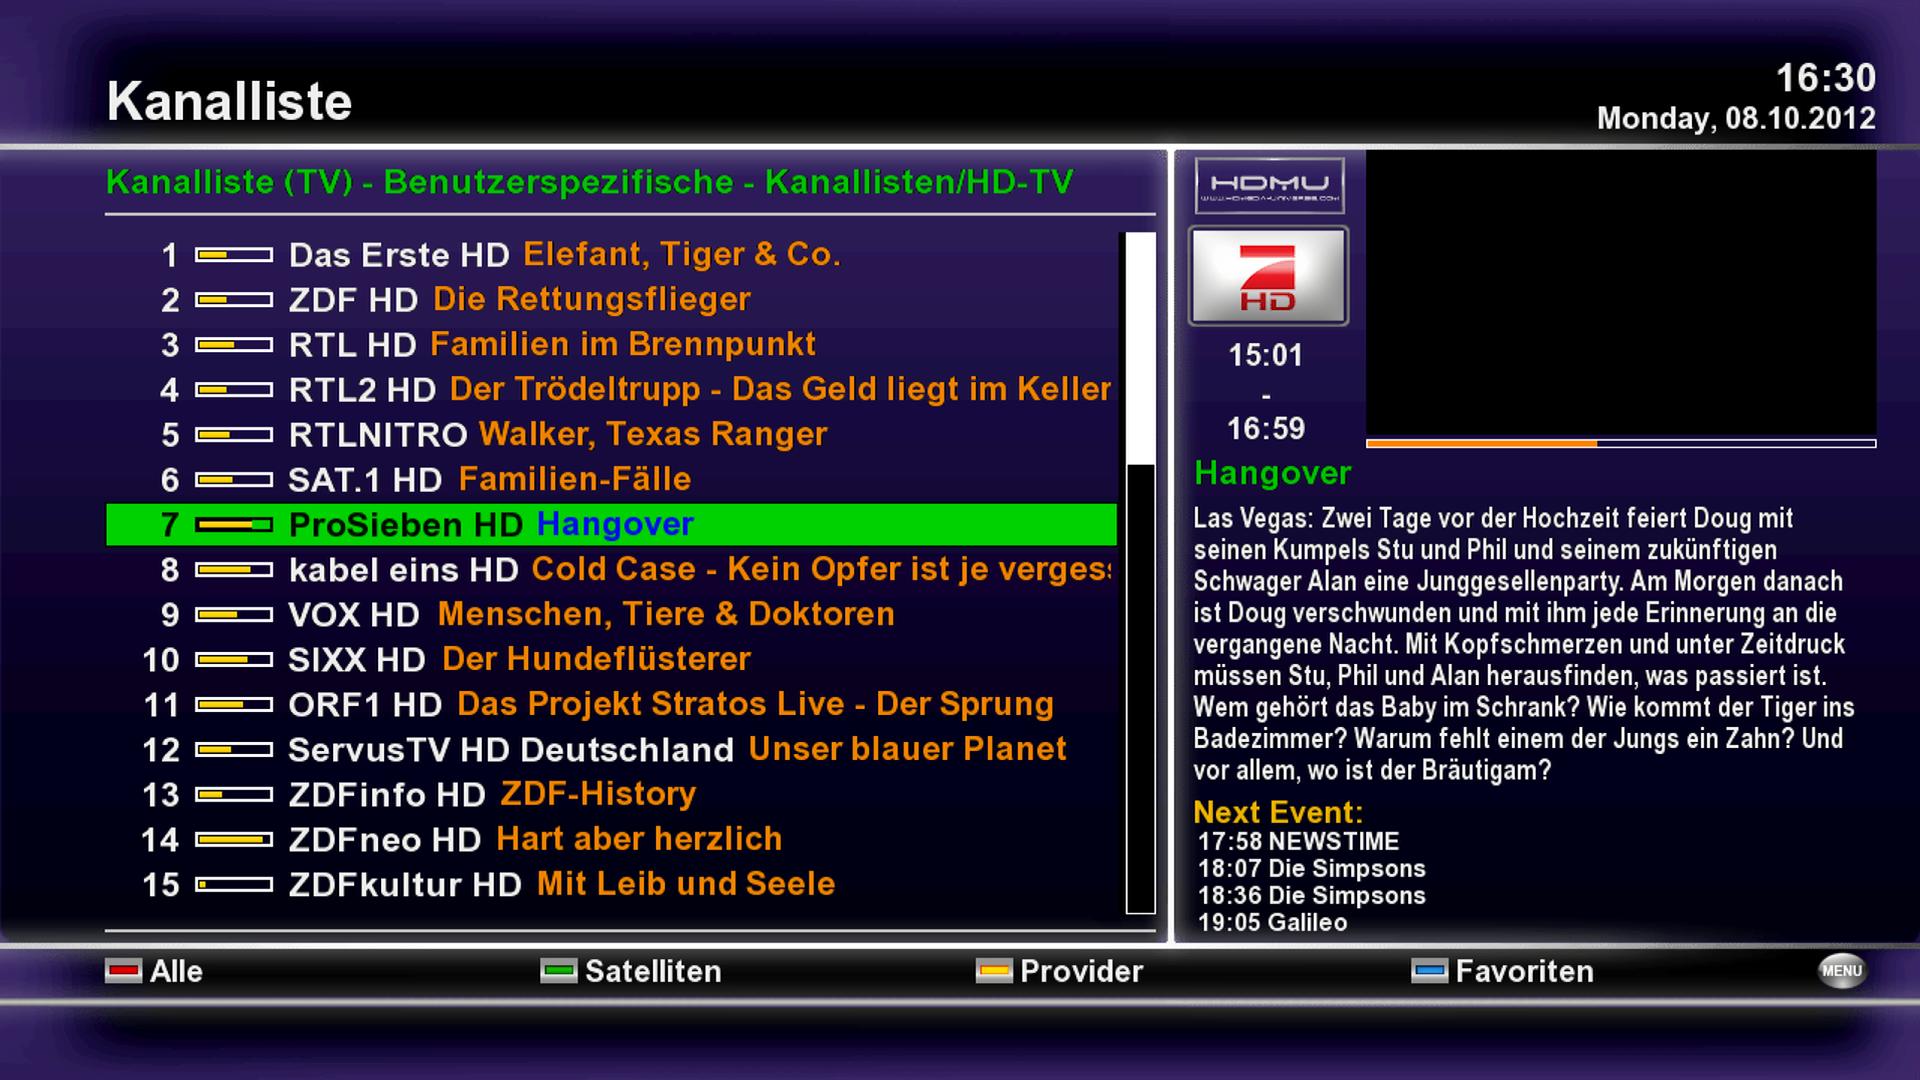 Kanalliste
16:30
Monday, 08.10.2012
Kanalliste (TV) - Benutzerspezifische - Kanallisten/HD-TV
1 Das Erste HD Elefant, Tiger & Co.
2 ZDF HD Die Rettungsflieger
3 RTL HD Familien im Brennpunkt
4 RTL2 HD Der Trödeltrupp - Das Geld liegt im Keller
5 RTLNITRO Walker, Texas Ranger
6 SAT.1 HD Familien-Fälle
7 ProSieben HD Hangover
8 kabel eins HD Cold Case - Kein Opfer ist je vergess
9 VOX HD Menschen, Tiere & Doktoren
10 SIXX HD Der Hundeflüsterer
11 ORF1 HD Das Projekt Stratos Live - Der Sprung
12 ServusTV HD Deutschland Unser blauer Planet
13 ZDFinfo HD ZDF-History
14 ZDFneo HD Hart aber herzlich
15 ZDFkultur HD Mit Leib und Seele
HDMU
7
HD
15:01
-
16:59
Hangover
Las Vegas: Zwei Tage vor der Hochzeit feiert Doug mit
seinen Kumpels Stu und Phil und seinem zukünftigen
Schwager Alan eine Junggesellenparty. Am Morgen danach
ist Doug verschwunden und mit ihm jede Erinnerung an die
vergangene Nacht. Mit Kopfschmerzen und unter Zeitdruck
müssen Stu, Phil und Alan herausfinden, was passiert ist.
Wem gehört das Baby im Schrank? Wie kommt der Tiger ins
Badezimmer? Warum fehlt einem der Jungs ein Zahn? Und
vor allem, wo ist der Bräutigam?
Next Event:
17:58 NEWSTIME
18:07 Die Simpsons
18:36 Die Simpsons
19:05 Galileo
Alle
Satelliten
Provider
Favoriten
MENU